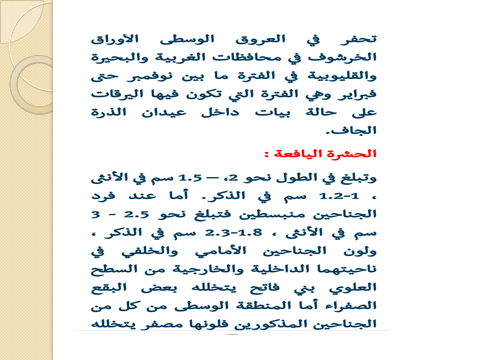 تحفر في العروق الوسطى الأوراق
الخرشوف في محافظات الغربية والبحيرة
والقليوبية في الفترة ما بين نوفمبر حتى
فبراير وهي الفترة التي تكون فيها اليرقات
على حالة بيات داخل عيدان الذرة
الجاف.
الحشرة اليافعة :
وتبلغ في الطول نحو 2، — 1.5 سم في الأنثى
، 1–1.2 سم في الذكر. أما عند فرد
الجناحين منبسطين فتبلغ نحو 2.5 – 3
سم في الأنثى ، 1.8–2.3 سم في الذكر ،
ولون الجناحين الأمامي والخلفي في
ناحيتهما الداخلية والخارجية من السطح
العلوي بني فاتح يتخلله بعض البقع
الصفراء أما المنطقة الوسطى من كل من
الجناحين المذكورين فلونها مصفر يتخلله